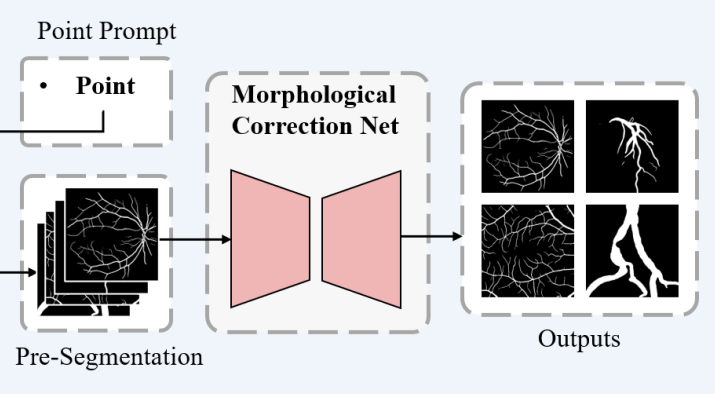 Point Prompt
• Point
Morphological
Correction Net
Pre-Segmentation
Outputs